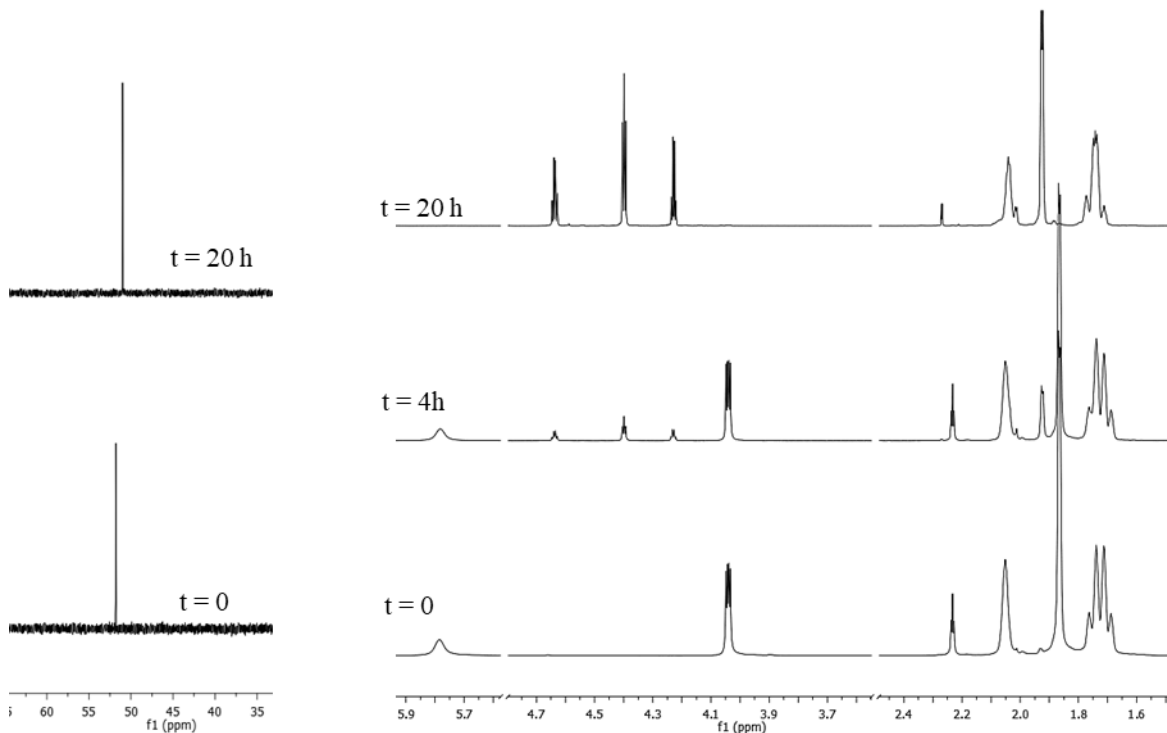 t = 20 h
t = 0
60 55 50 45 40 35
f1 (ppm)
t = 20 h
t = 4h
t = 0
5.9 5.7 4.7 4.5 4.3 4.1 3.9 3.7 2.4 2.2 2.0 1.8 1.6
f1 (ppm) f1 (ppm)